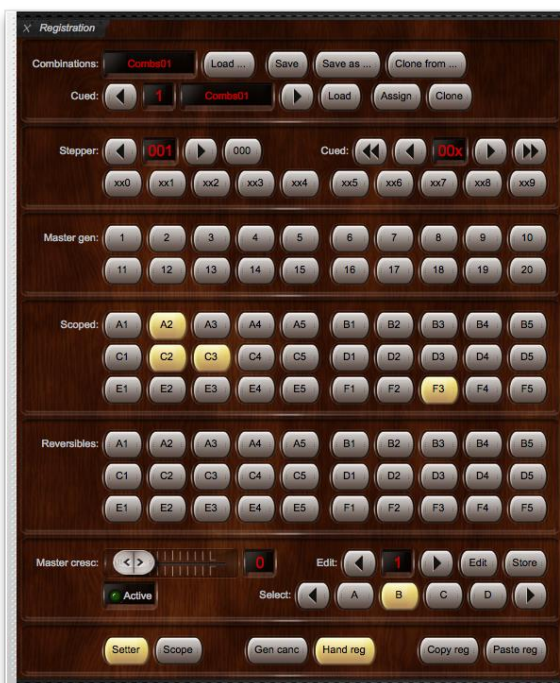 X Registration
Combinations: Combs01 Load ... Save Save as ... Clone from ...
Cued: 1 Combs01 Load Assign Clone
Stepper: 001 000 Cued: 00x
xx0 xx1 xx2 xx3 xx4 xx5 xx6 xx7 xx8 xx9
Master gen: 1 2 3 4 5 6 7 8 9 10
11 12 13 14 15 16 17 18 19 20
Scoped: A1 A2 A3 A4 A5 B1 B2 B3 B4 B5
C1 C2 C3 C4 C5 D1 D2 D3 D4 D5
E1 E2 E3 E4 E5 F1 F2 F3 F4 F5
Reversibles: A1 A2 A3 A4 A5 B1 B2 B3 B4 B5
C1 C2 C3 C4 C5 D1 D2 D3 D4 D5
E1 E2 E3 E4 E5 F1 F2 F3 F4 F5
Master cresc: < > 0 Edit: 1 Edit Store
Active Select: A B C D
Setter Scope Gen canc Hand reg Copy reg Paste reg